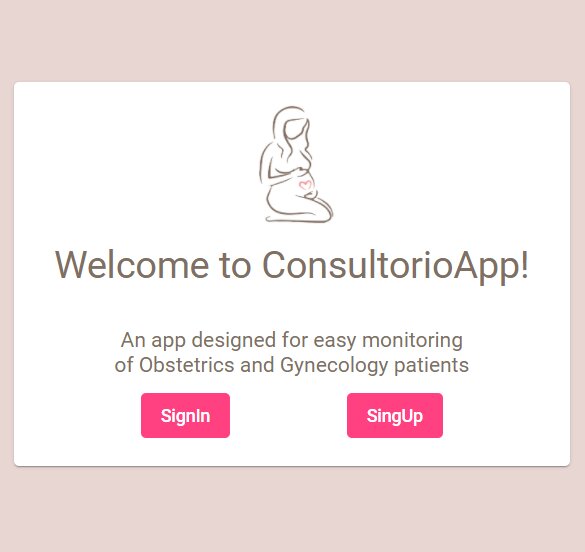 Welcome to ConsultorioApp!
An app designed for easy monitoring
of Obstetrics and Gynecology patients
SignIn
SingUp